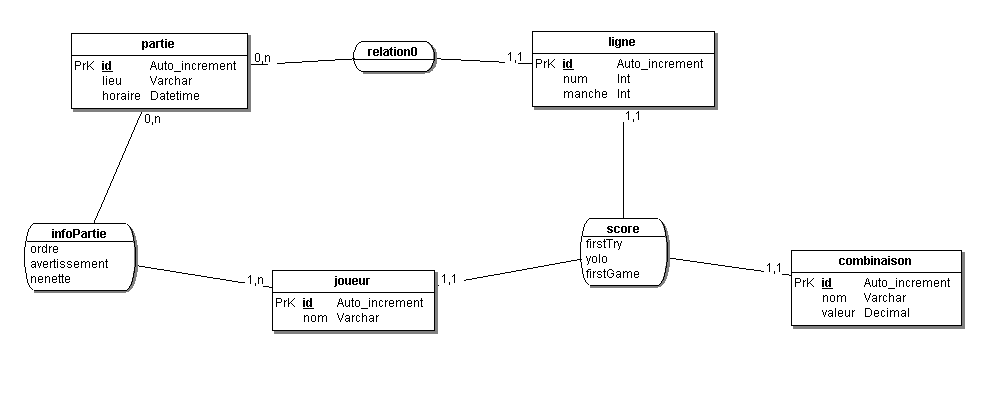 partie
PrK id Auto_increment
lieu Varchar
horaire Datetime
0,n
relation0
1,1
ligne
PrK id Auto_increment
num Int
manche Int
0,n
1,1
infoPartie
ordre
avertissement
nenette
score
firstTry
yolo
firstGame
1,n
joueur
PrK id Auto_increment
nom Varchar
1,1
1,1
combinaison
PrK id Auto_increment
nom Varchar
valeur Decimal